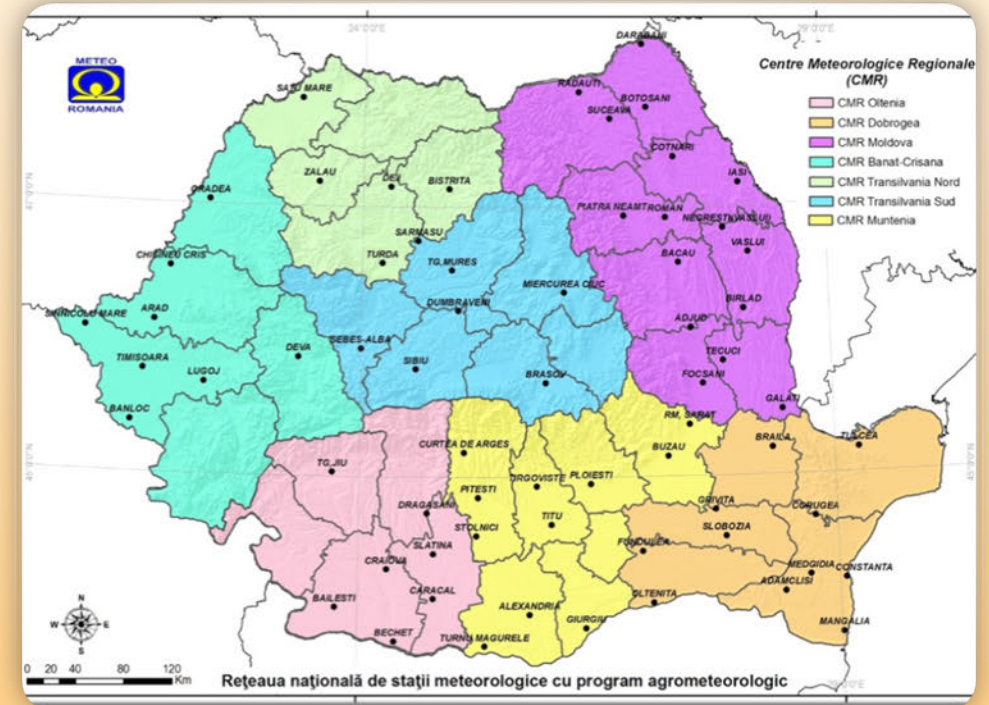 METEO
ROMANIA
24°0'0"E
Centre Meteorologice Regionale
(CMR)
CMR Oltenia
CMR Dobrogea
CMR Moldova
CMR Banat-Crisana
CMR Transilvania Nord
CMR Transilvania Sud
CMR Muntenia
DARABANI
RADAUTI
SATU MARE
BOTOSANI
SUCEAVA
COTNARI
ZALAU
DEJ
BISTRITA
IASI
ORADEA
PIATRA NEAMT
ROMAN
NEGRESTI VASLUI
SARMASU
VASLUI
TURDA
BACAU
CHISINEU CRIS
TG.MURES
MIERCUREA CIUC
DUMBRAVENI
BIRLAD
ARAD
SINNICOLU MARE
ADJUD
SEBES-ALBA
DEVA
TECUCI
TIMISOARA
SIBIU
LUGOJ
BRASOV
FOCSANI
GALATI
BANLOC
RM. SARAT
CURTEA DE ARGES
BRAILA
TULCEA
BUZAU
TG.JIU
PLOIESTI
PITESTI
GRIVITA
DRAGASANI
CORUGEA
TITU
STOLNICI
SLOBOZIA
FUNDULEA
SLATINA
CRAIOVA
MEDGIDIA
CONSTANTA
ADAMCLISI
CARACAL
BAILESTI
OLTENITA
ALEXANDRIA
MANGALIA
GIURGIU
BECHET
TURNU MAGURELE
N
W
E
S
0 20 40 80 120
Km
Rețeaua națională de stații meteorologice cu program agrometeorologic